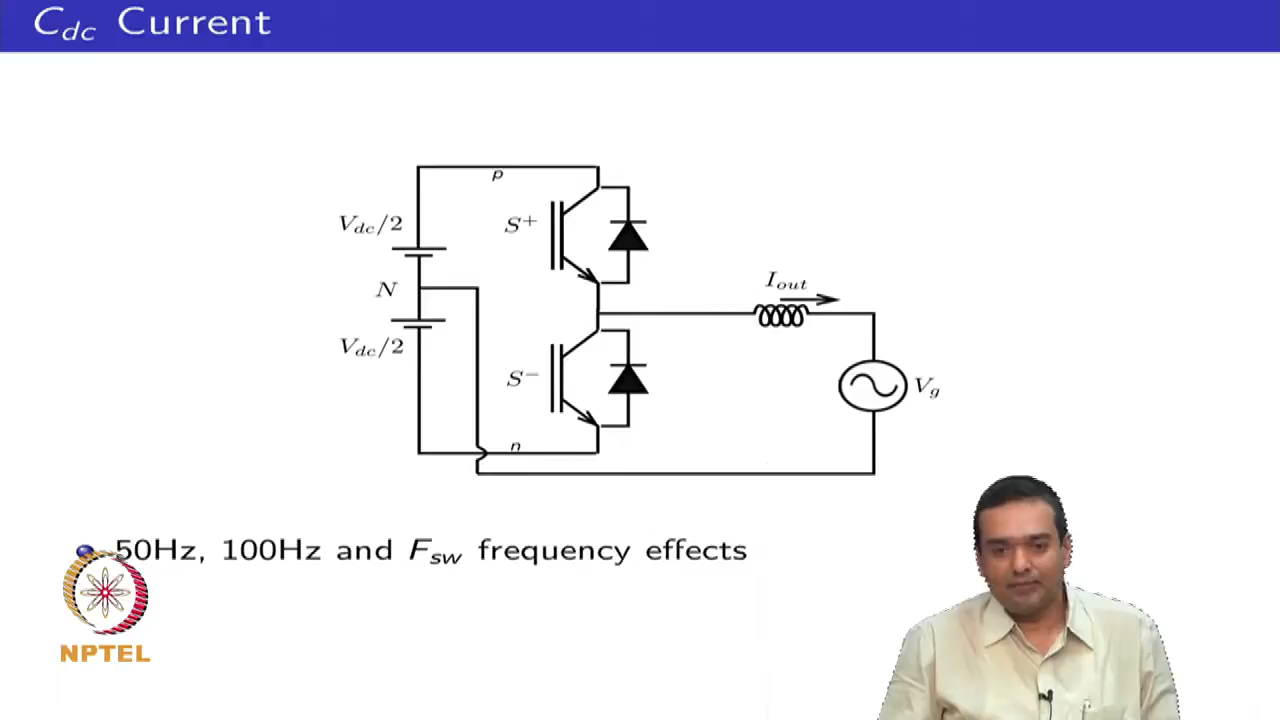 C_dc Current
p
V_dc/2
S⁺
N
I_out
V_dc/2
S⁻
V_g
n
50Hz, 100Hz and F_sw frequency effects
NPTEL